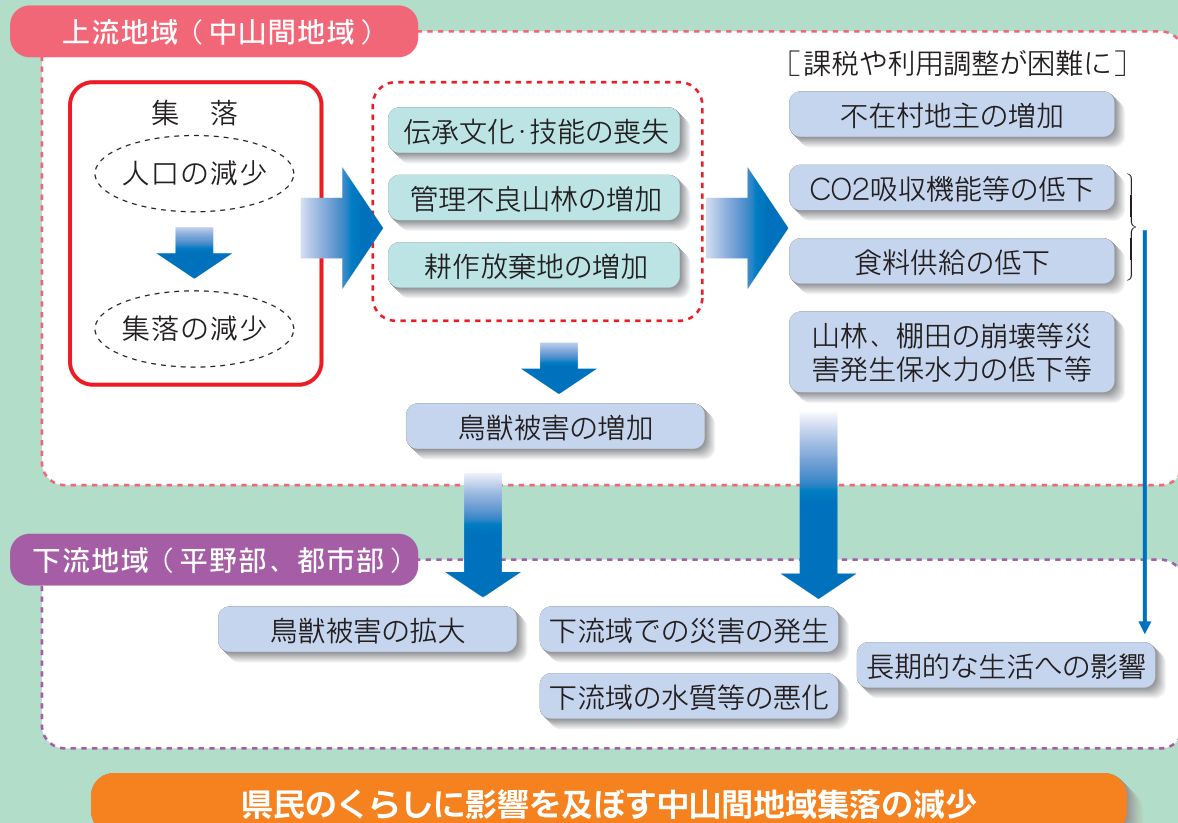 上流地域（中山間地域）
集　落
人口の減少
集落の減少
伝承文化・技能の喪失
管理不良山林の増加
耕作放棄地の増加
鳥獣被害の増加
［課税や利用調整が困難に］
不在村地主の増加
CO2吸収機能等の低下
食料供給の低下
山林、棚田の崩壊等災
害発生保水力の低下等
下流地域（平野部、都市部）
鳥獣被害の拡大
下流域での災害の発生
下流域の水質等の悪化
長期的な生活への影響
県民のくらしに影響を及ぼす中山間地域集落の減少